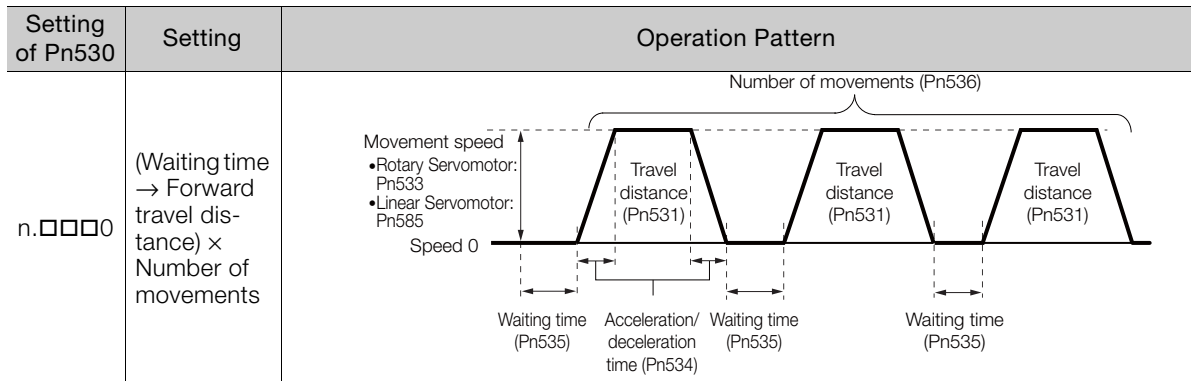 Setting
of Pn530
Setting
Operation Pattern
n.□□□0
(Waiting time
→ Forward
travel dis-
tance) ×
Number of
movements
Number of movements (Pn536)
Movement speed
•Rotary Servomotor:
Pn533
•Linear Servomotor:
Pn585
Speed 0
Travel
distance
(Pn531)
Travel
distance
(Pn531)
Travel
distance
(Pn531)
Waiting time
(Pn535)
Acceleration/
deceleration
time (Pn534)
Waiting time
(Pn535)
Waiting time
(Pn535)